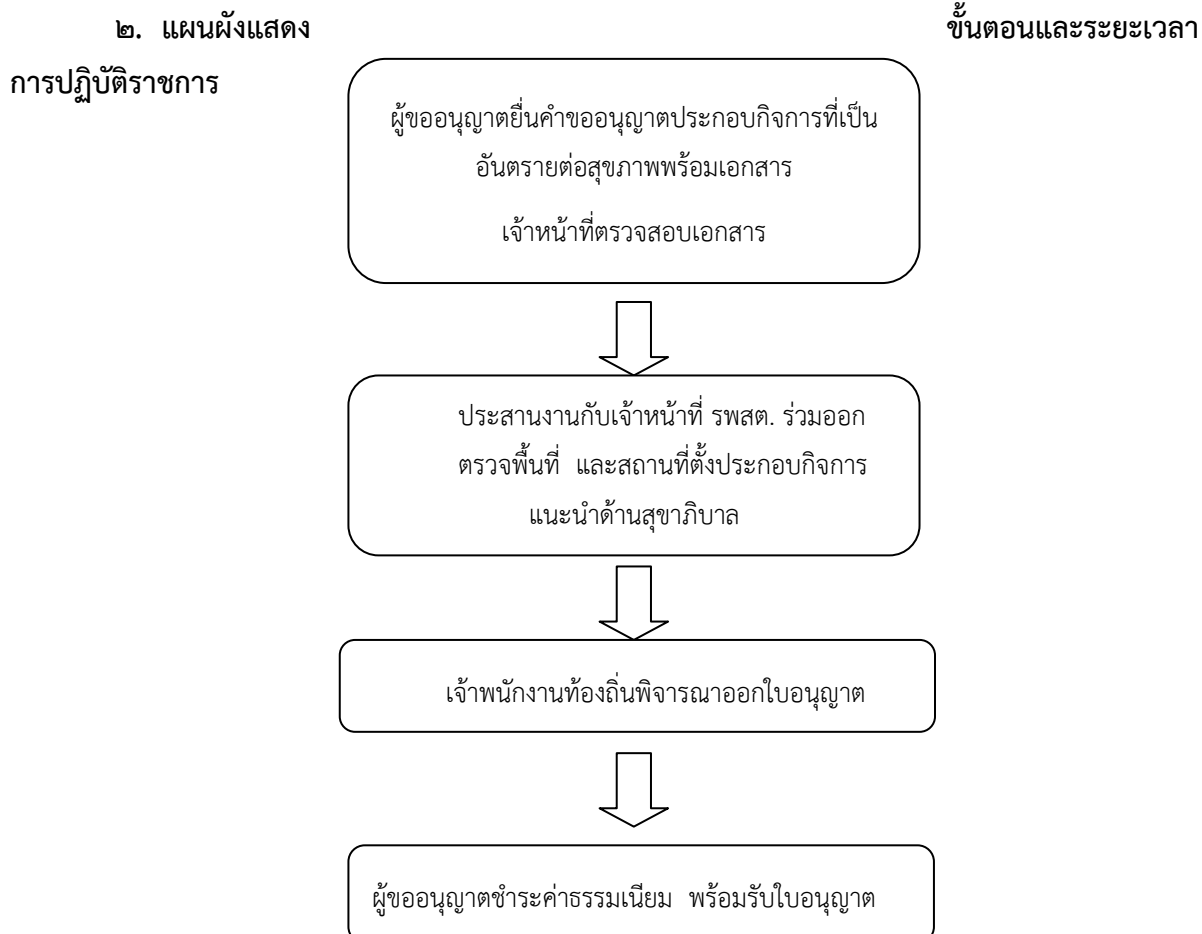 ๒. แผนผังแสดง ขั้นตอนและระยะเวลา
การปฏิบัติราชการ
ผู้ขออนุญาตยื่นคำขออนุญาตประกอบกิจการที่เป็น
อันตรายต่อสุขภาพพร้อมเอกสาร
เจ้าหน้าที่ตรวจสอบเอกสาร
ประสานงานกับเจ้าหน้าที่ รพสต. ร่วมออก
ตรวจพื้นที่ และสถานที่ตั้งประกอบกิจการ
แนะนำด้านสุขาภิบาล
เจ้าพนักงานท้องถิ่นพิจารณาออกใบอนุญาต
ผู้ขออนุญาตชำระค่าธรรมเนียม พร้อมรับใบอนุญาต